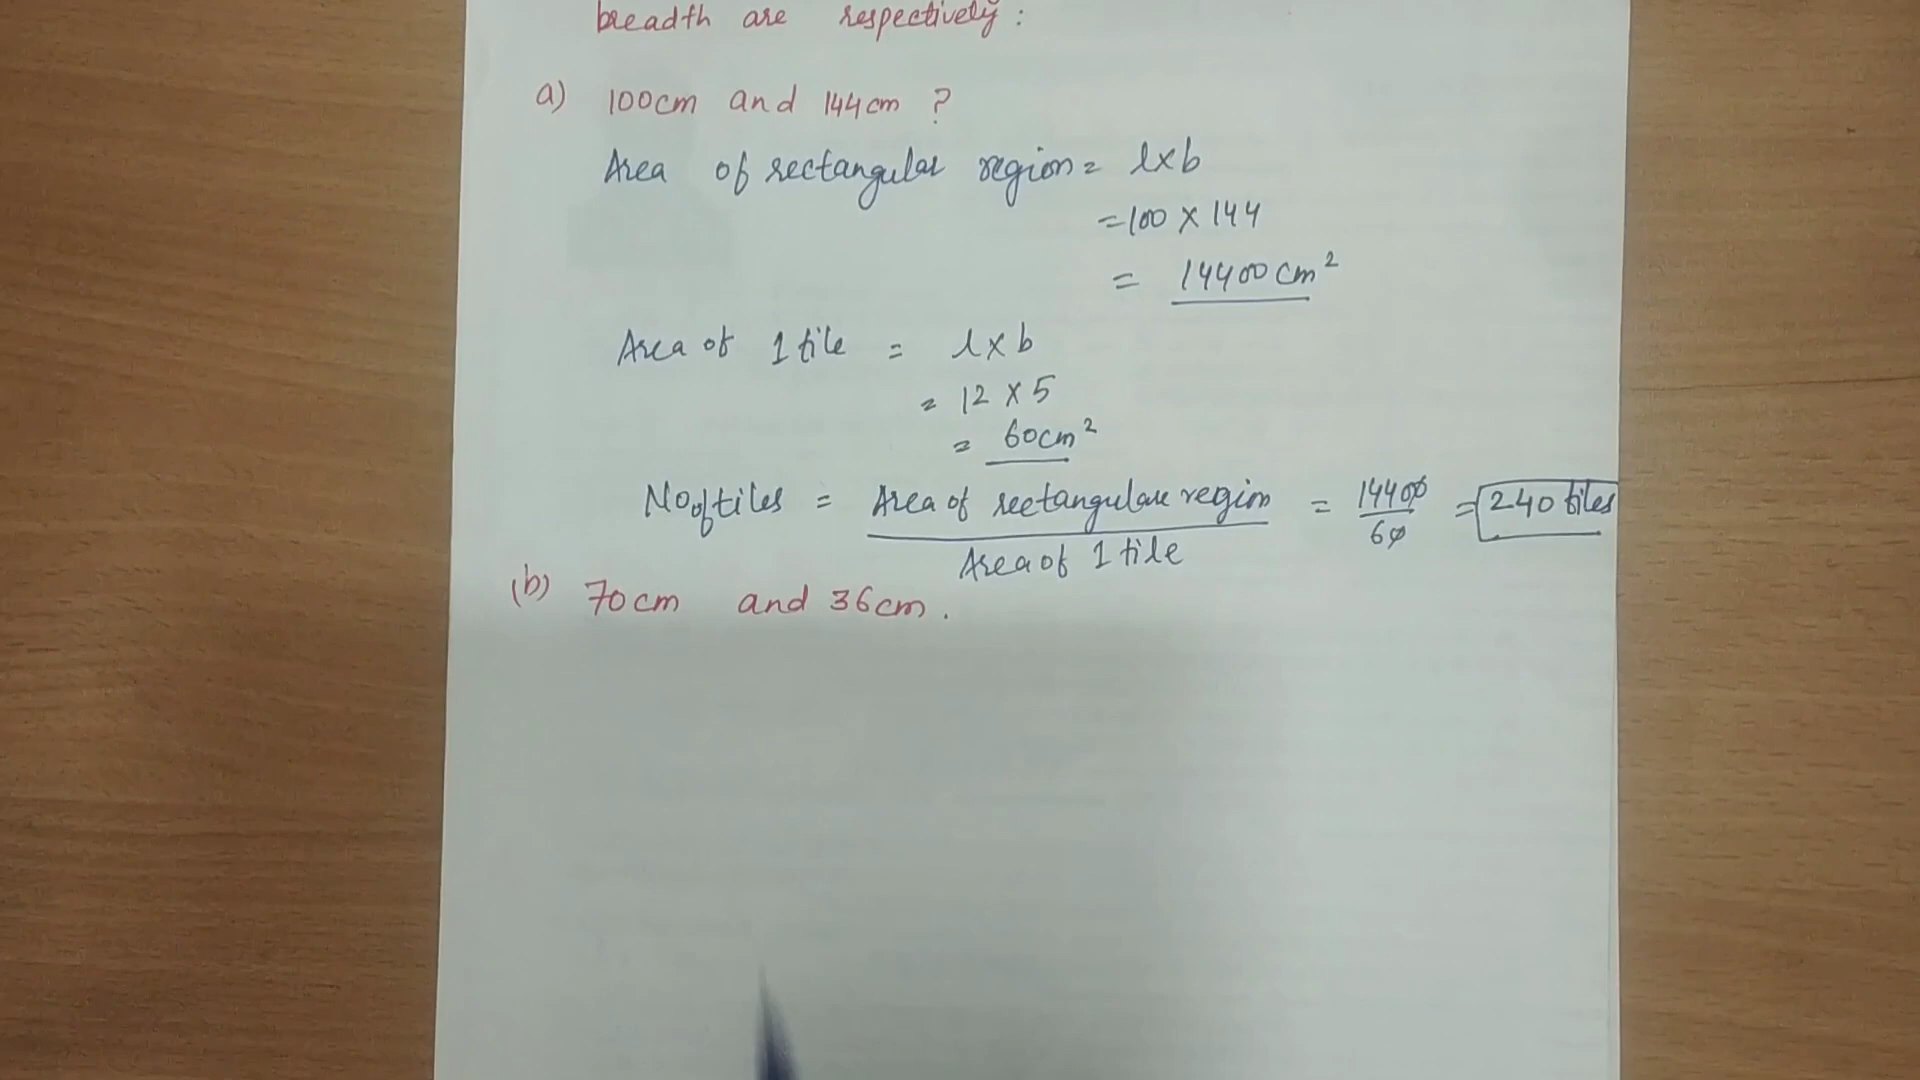 breadth are respectively :
a) 100cm and 144cm ?
Area of rectangular region = l×b
=100 × 144
= 14400 cm²
Area of 1 tile = l×b
= 12 × 5
= 60cm²
No of tiles = Area of rectangular region / Area of 1 tile = 14400/60 = 240 tiles
(b) 70cm and 36cm.